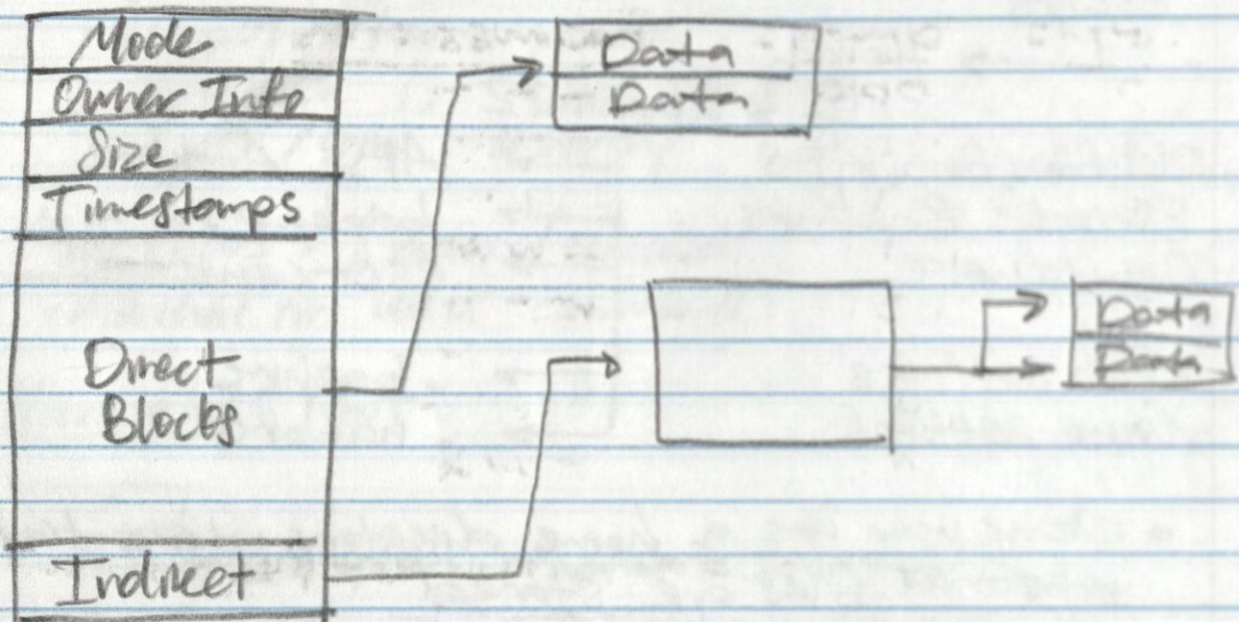 Mode
Owner Info
Size
Timestamps
Direct
Blocks
Indirect
Data
Data
Data
Data